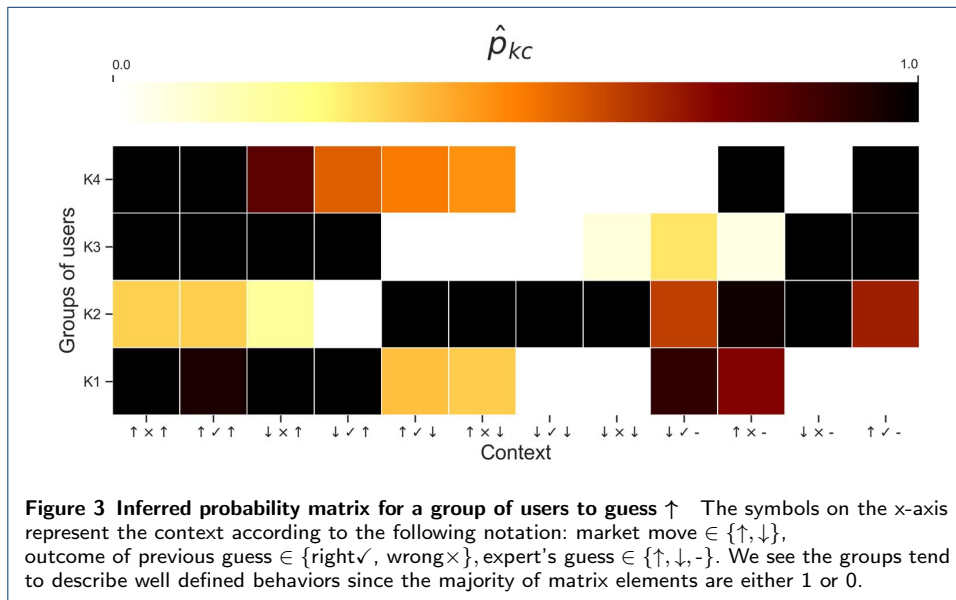 p̂kc
0.0 1.0
Groups of users
K4
K3
K2
K1
↑ × ↑ ↑ ✓ ↑ ↓ × ↑ ↓ ✓ ↑ ↑ ✓ ↓ ↑ × ↓ ↓ ✓ ↓ ↓ × ↓ ↓ ✓ - ↑ × - ↓ × - ↑ ✓ -
Context
Figure 3 Inferred probability matrix for a group of users to guess ↑ The symbols on the x-axis
represent the context according to the following notation: market move ∈ {↑, ↓},
outcome of previous guess ∈ {right✓, wrong×}, expert's guess ∈ {↑, ↓, -}. We see the groups tend
to describe well defined behaviors since the majority of matrix elements are either 1 or 0.